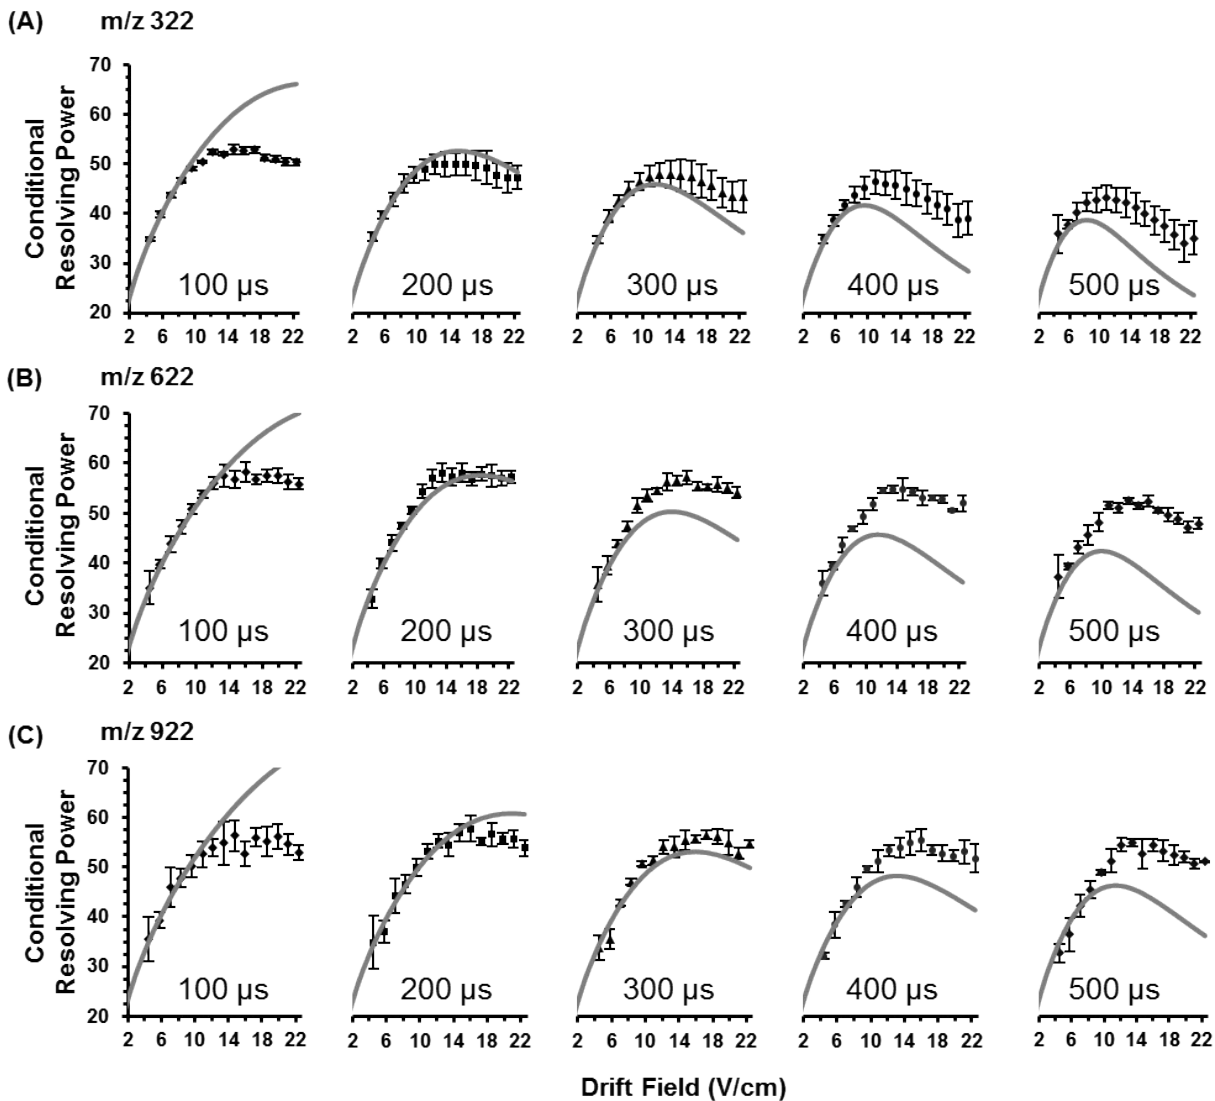 (A) m/z 322
Conditional
Resolving Power
70
60
50
40
30
20
100 µs 200 µs 300 µs 400 µs 500 µs
2 6 10 14 18 22 2 6 10 14 18 22 2 6 10 14 18 22 2 6 10 14 18 22 2 6 10 14 18 22
(B) m/z 622
Conditional
Resolving Power
70
60
50
40
30
20
100 µs 200 µs 300 µs 400 µs 500 µs
2 6 10 14 18 22 2 6 10 14 18 22 2 6 10 14 18 22 2 6 10 14 18 22 2 6 10 14 18 22
(C) m/z 922
Conditional
Resolving Power
70
60
50
40
30
20
100 µs 200 µs 300 µs 400 µs 500 µs
2 6 10 14 18 22 2 6 10 14 18 22 2 6 10 14 18 22 2 6 10 14 18 22 2 6 10 14 18 22
Drift Field (V/cm)